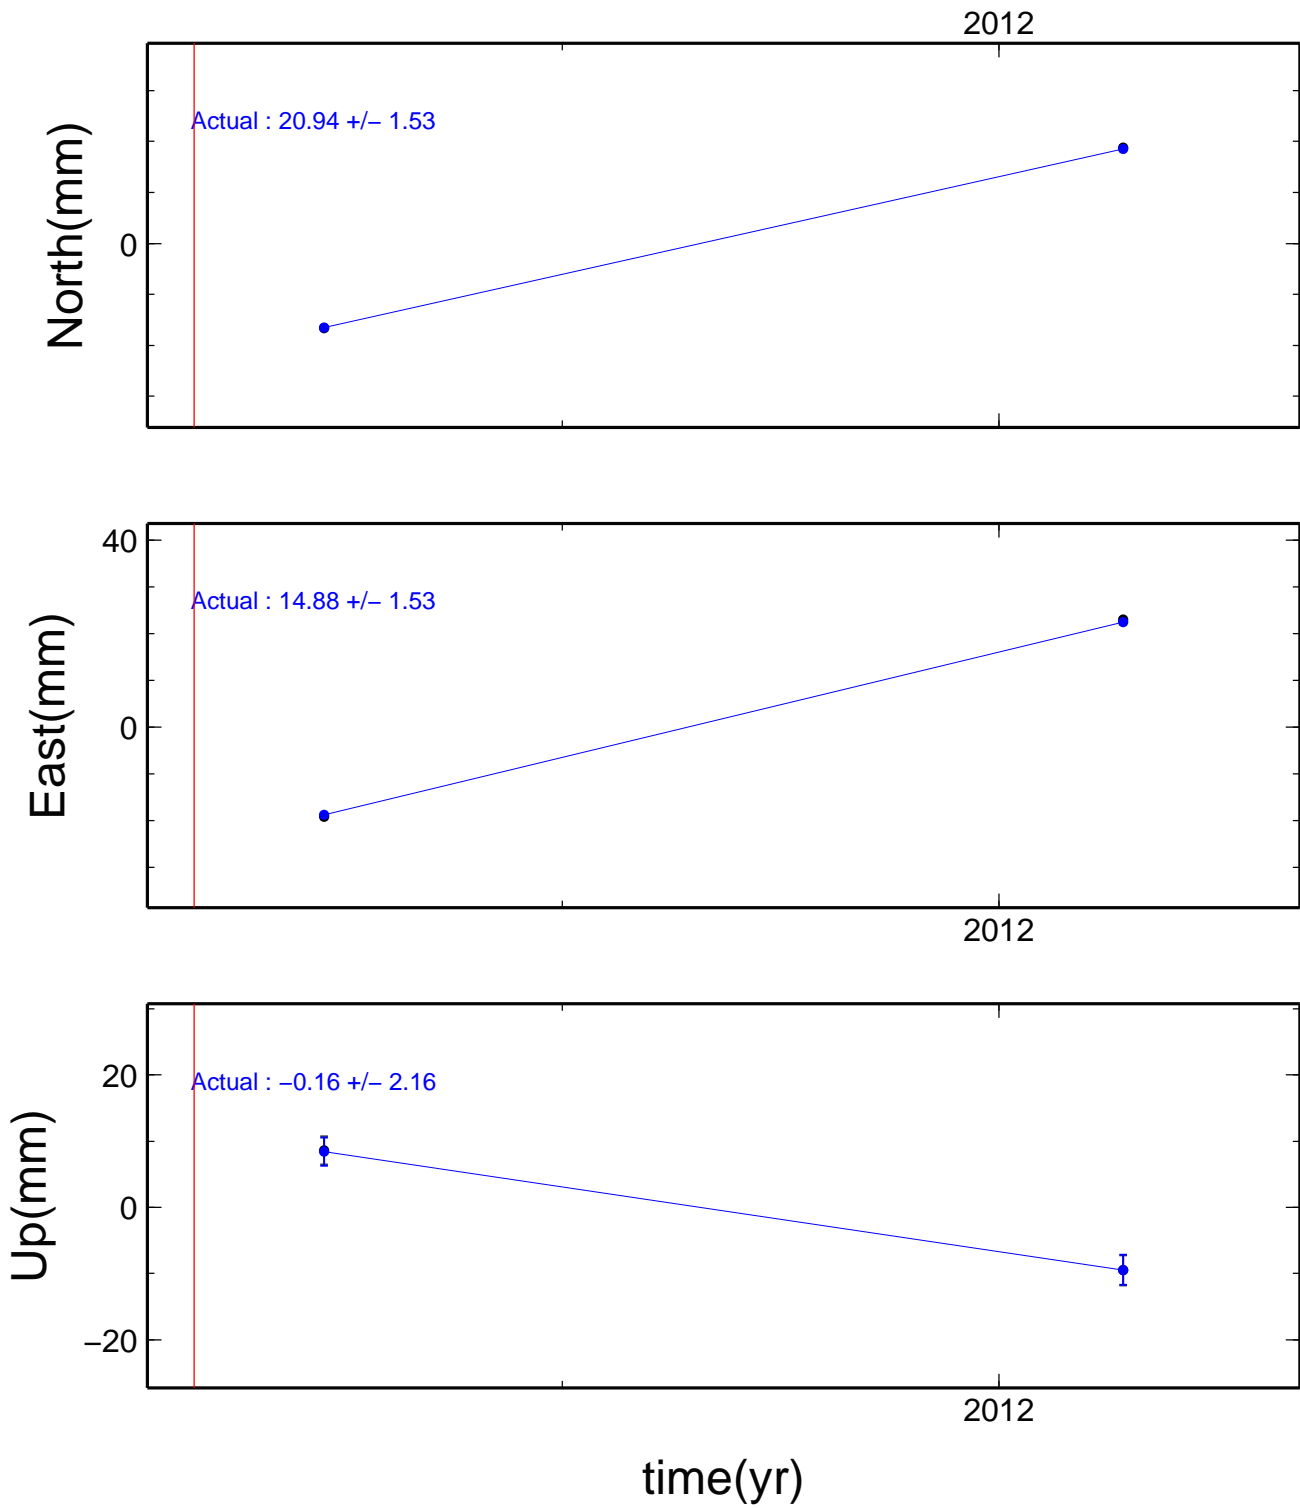 2012
Actual : 20.94 +/− 1.53
North(mm)
0
40
Actual : 14.88 +/− 1.53
East(mm)
0
2012
20
Actual : −0.16 +/− 2.16
Up(mm)
0
−20
2012
time(yr)